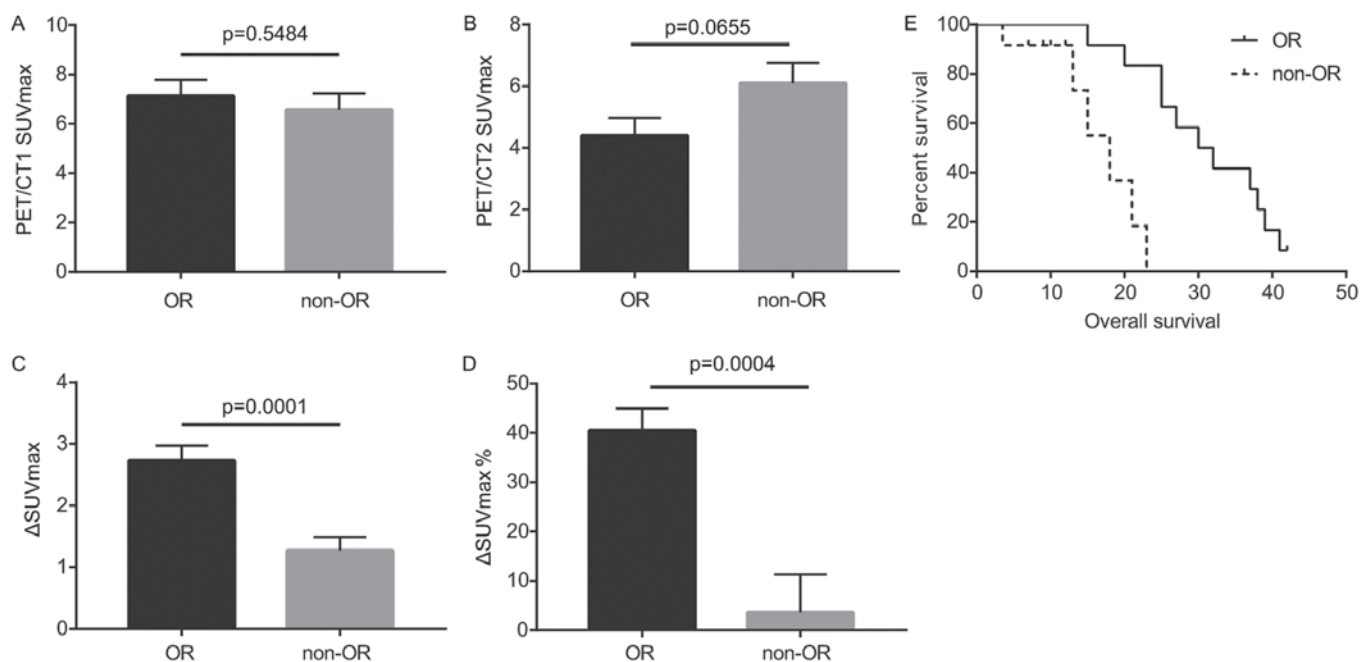 A
p=0.5484
PET/CT1 SUVmax
10
8
6
4
2
0
OR
non-OR
B
p=0.0655
PET/CT2 SUVmax
8
6
4
2
0
OR
non-OR
E
OR
non-OR
Percent survival
100
80
60
40
20
0
0 10 20 30 40 50
Overall survival
C
p=0.0001
ΔSUVmax
4
3
2
1
0
OR
non-OR
D
p=0.0004
ΔSUVmax %
50
40
30
20
10
0
OR
non-OR